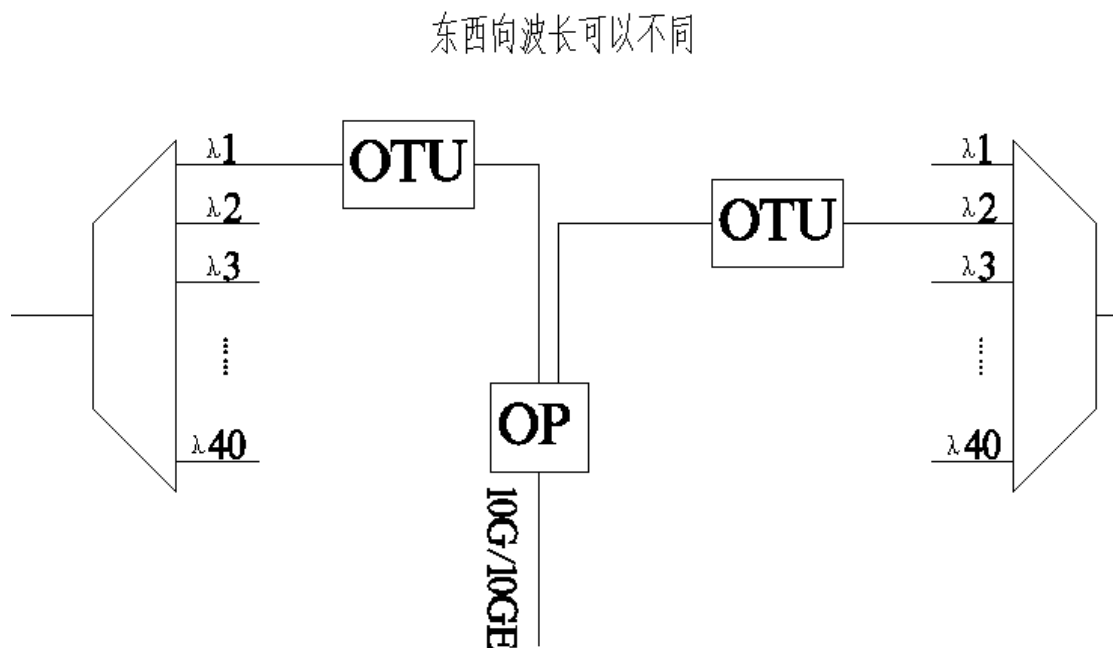 东西向波长可以不同
λ1
OTU
λ1
λ2
OTU
λ2
λ3
λ3
......
......
OP
λ40
λ40
10G/10GE